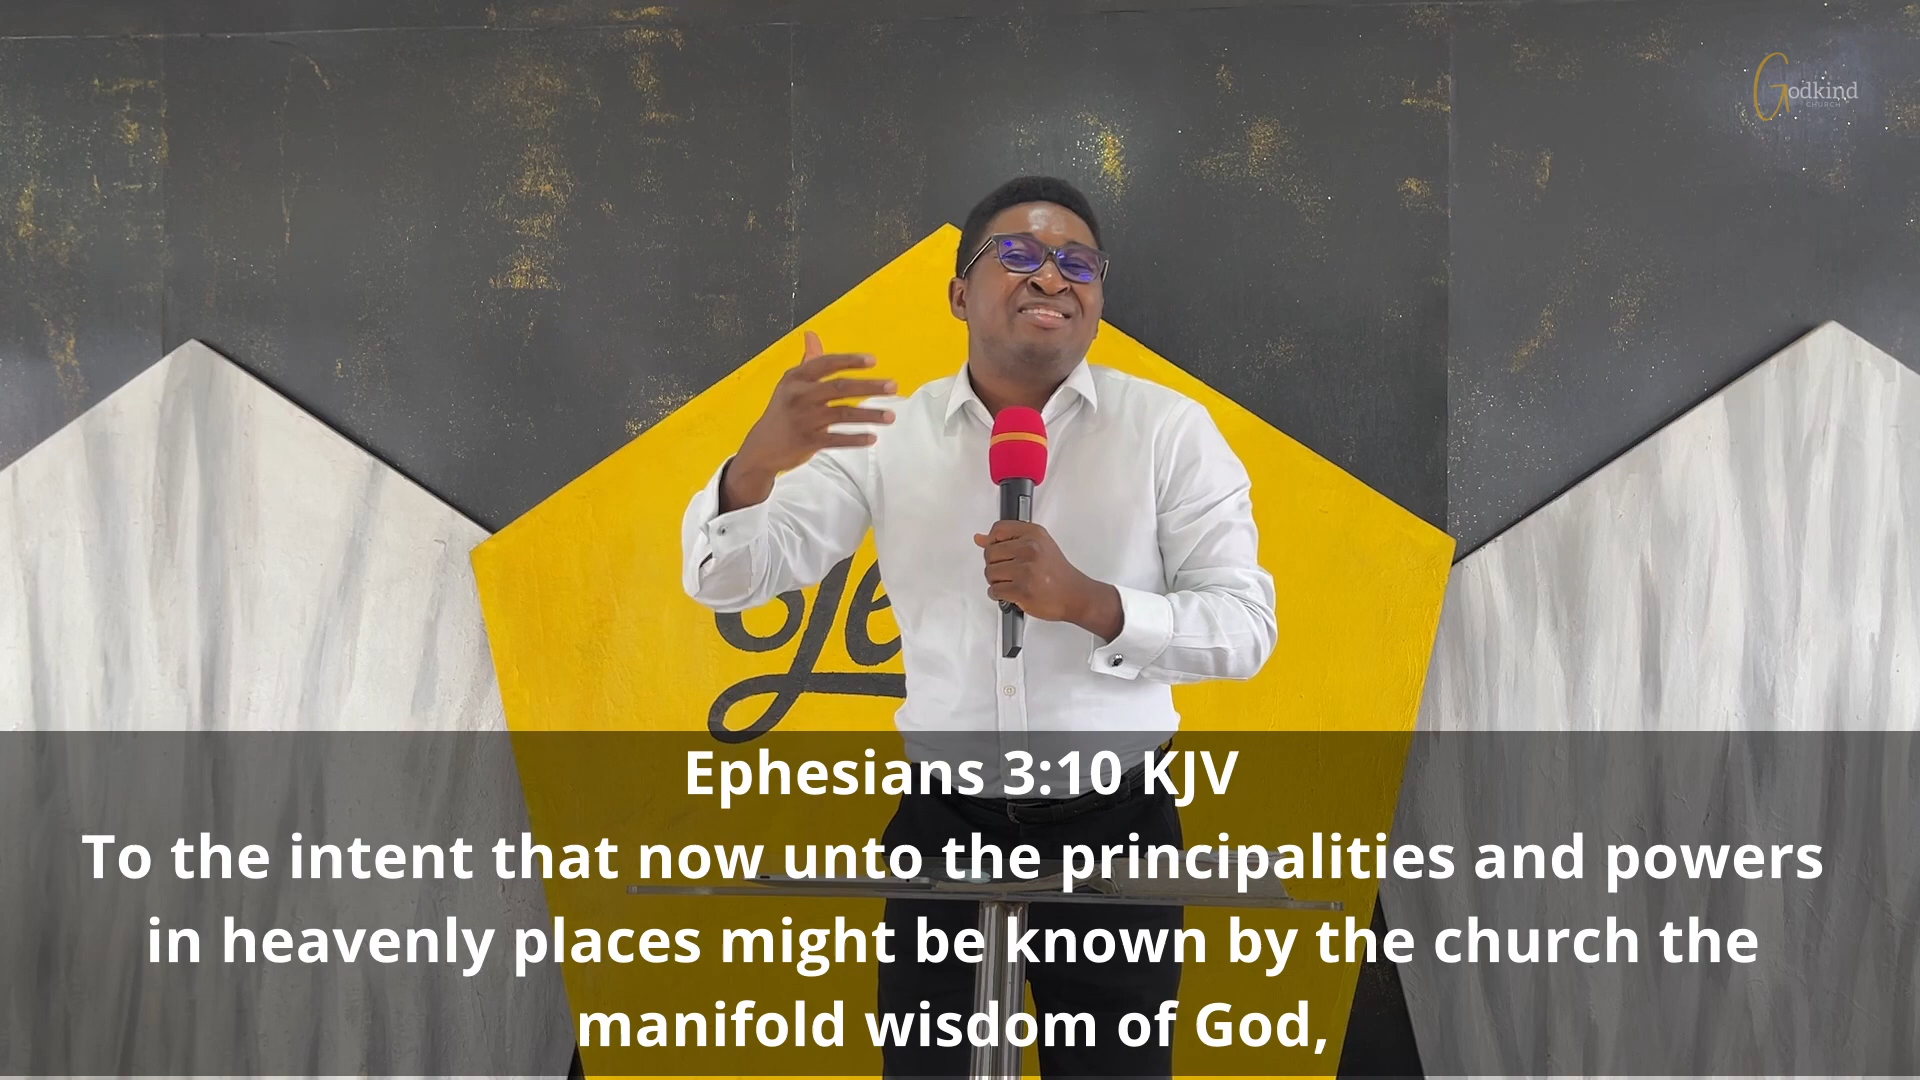 Godkind
CHURCH
Ephesians 3:10 KJV
To the intent that now unto the principalities and powers
in heavenly places might be known by the church the
manifold wisdom of God,